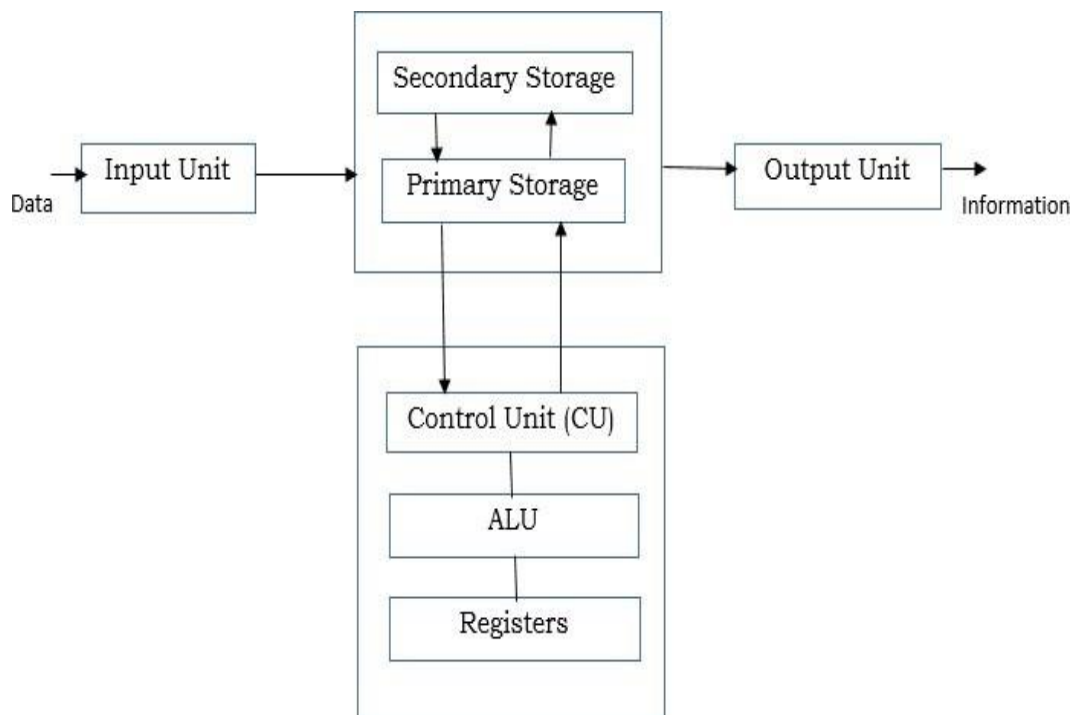 Secondary Storage
Input Unit
Primary Storage
Output Unit
Data
Information
Control Unit (CU)
ALU
Registers